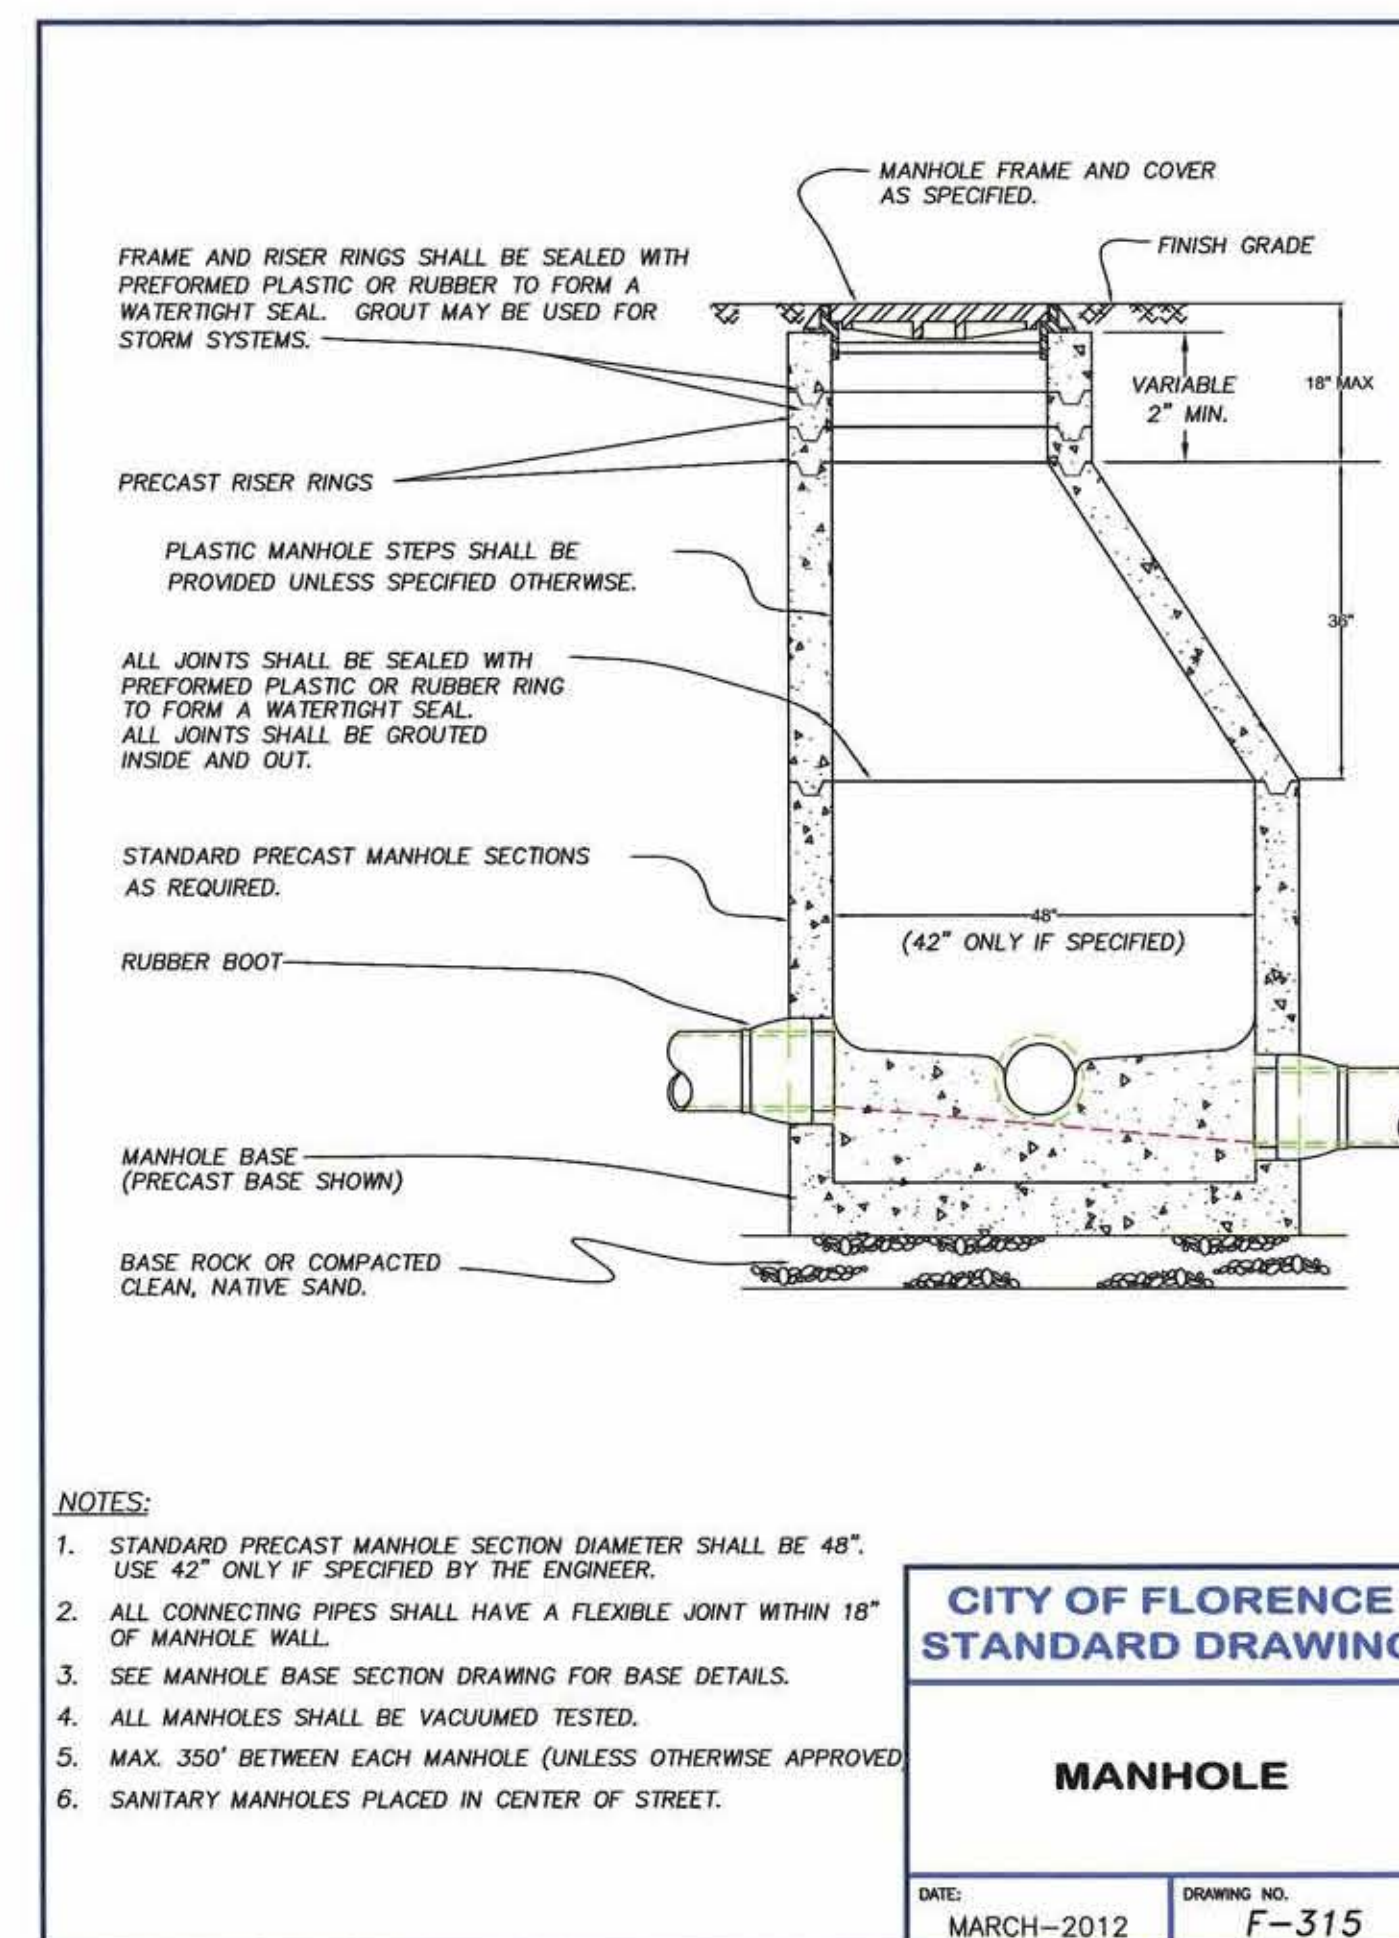 MANHOLE FRAME AND COVER
AS SPECIFIED.
FINISH GRADE
FRAME AND RISER RINGS SHALL BE SEALED WITH
PREFORMED PLASTIC OR RUBBER TO FORM A
WATERTIGHT SEAL. GROUT MAY BE USED FOR
STORM SYSTEMS.
VARIABLE
2" MIN.
18" MAX
PRECAST RISER RINGS
PLASTIC MANHOLE STEPS SHALL BE
PROVIDED UNLESS SPECIFIED OTHERWISE.
36"
ALL JOINTS SHALL BE SEALED WITH
PREFORMED PLASTIC OR RUBBER RING
TO FORM A WATERTIGHT SEAL.
ALL JOINTS SHALL BE GROUTED
INSIDE AND OUT.
STANDARD PRECAST MANHOLE SECTIONS
AS REQUIRED.
48"
(42" ONLY IF SPECIFIED)
RUBBER BOOT
MANHOLE BASE
(PRECAST BASE SHOWN)
BASE ROCK OR COMPACTED
CLEAN, NATIVE SAND.
NOTES:
1. STANDARD PRECAST MANHOLE SECTION DIAMETER SHALL BE 48".
USE 42" ONLY IF SPECIFIED BY THE ENGINEER.
2. ALL CONNECTING PIPES SHALL HAVE A FLEXIBLE JOINT WITHIN 18"
OF MANHOLE WALL.
3. SEE MANHOLE BASE SECTION DRAWING FOR BASE DETAILS.
4. ALL MANHOLES SHALL BE VACUUMED TESTED.
5. MAX. 350' BETWEEN EACH MANHOLE (UNLESS OTHERWISE APPROVED)
6. SANITARY MANHOLES PLACED IN CENTER OF STREET.
CITY OF FLORENCE
STANDARD DRAWING
MANHOLE
DATE:
MARCH-2012
DRAWING NO.
F-315